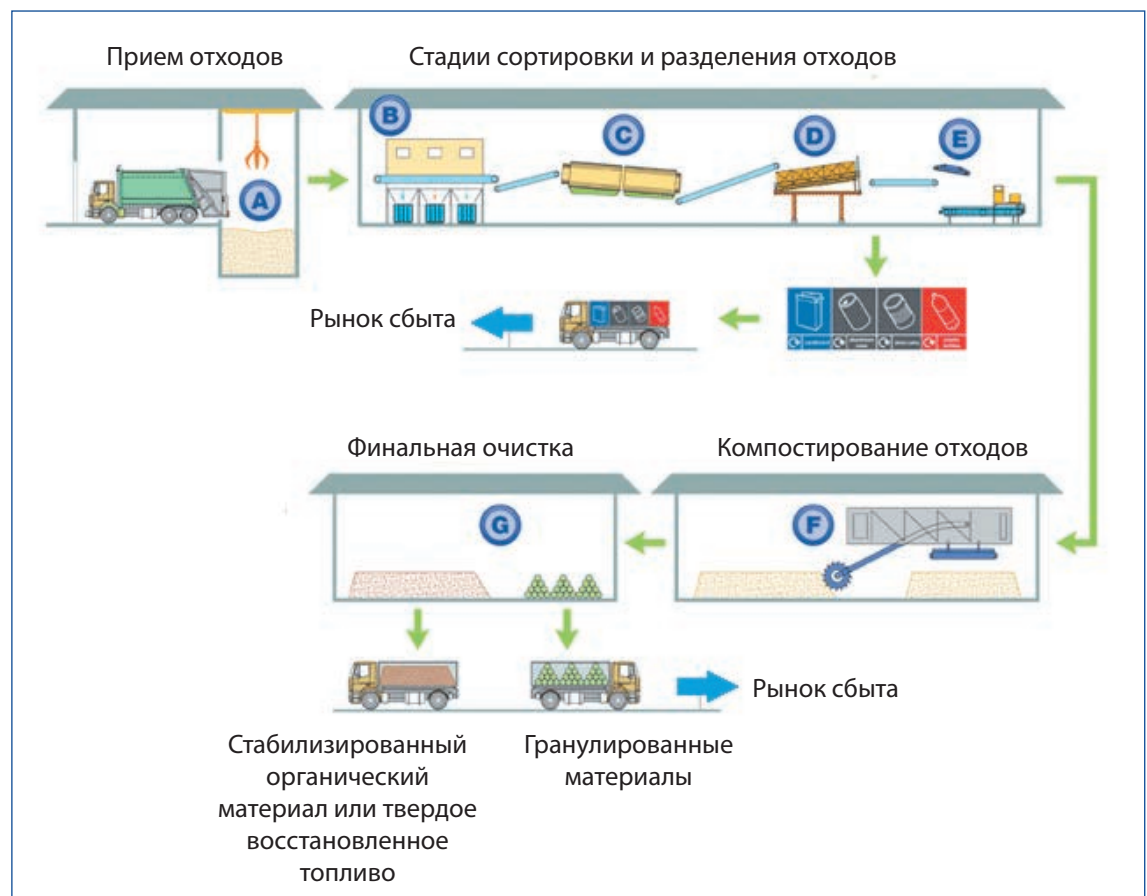 Прием отходов
Стадии сортировки и разделения отходов
B
C
D
E
A
Рынок сбыта
Финальная очистка
Компостирование отходов
G
F
Рынок сбыта
Стабилизированный
органический
материал или твердое
восстановленное
топливо
Гранулированные
материалы